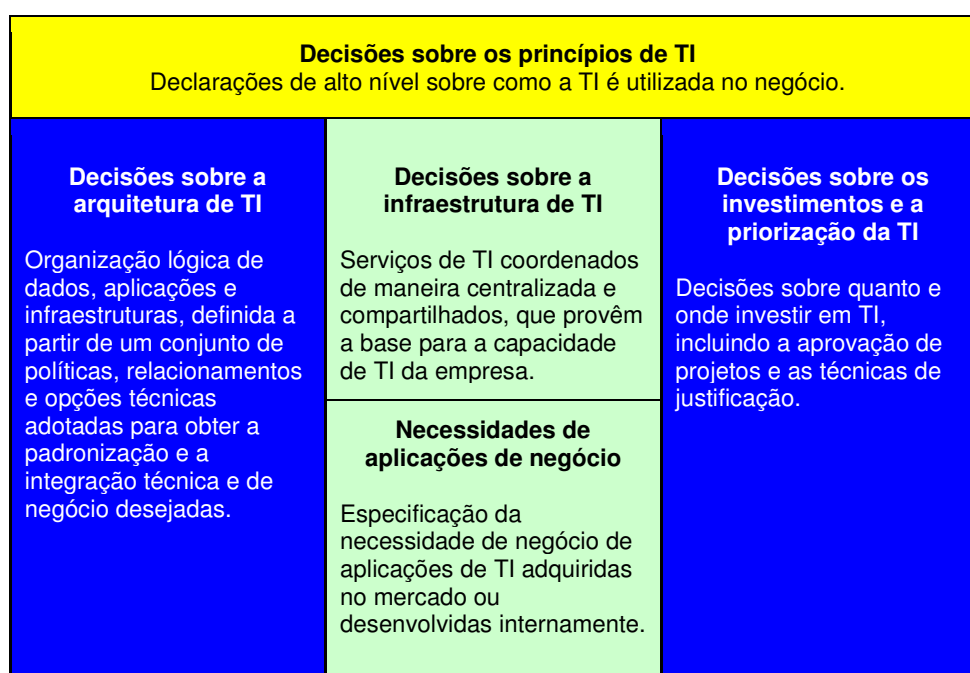 Decisões sobre os princípios de TI
Declarações de alto nível sobre como a TI é utilizada no negócio.
Decisões sobre a
arquitetura de TI
Organização lógica de
dados, aplicações e
infraestruturas, definida a
partir de um conjunto de
políticas, relacionamentos
e opções técnicas
adotadas para obter a
padronização e a
integração técnica e de
negócio desejadas.
Decisões sobre a
infraestrutura de TI
Serviços de TI coordenados
de maneira centralizada e
compartilhados, que provêm
a base para a capacidade
de TI da empresa.
Necessidades de
aplicações de negócio
Especificação da
necessidade de negócio de
aplicações de TI adquiridas
no mercado ou
desenvolvidas internamente.
Decisões sobre os
investimentos e a
priorização da TI
Decisões sobre quanto e
onde investir em TI,
incluindo a aprovação de
projetos e as técnicas de
justificação.